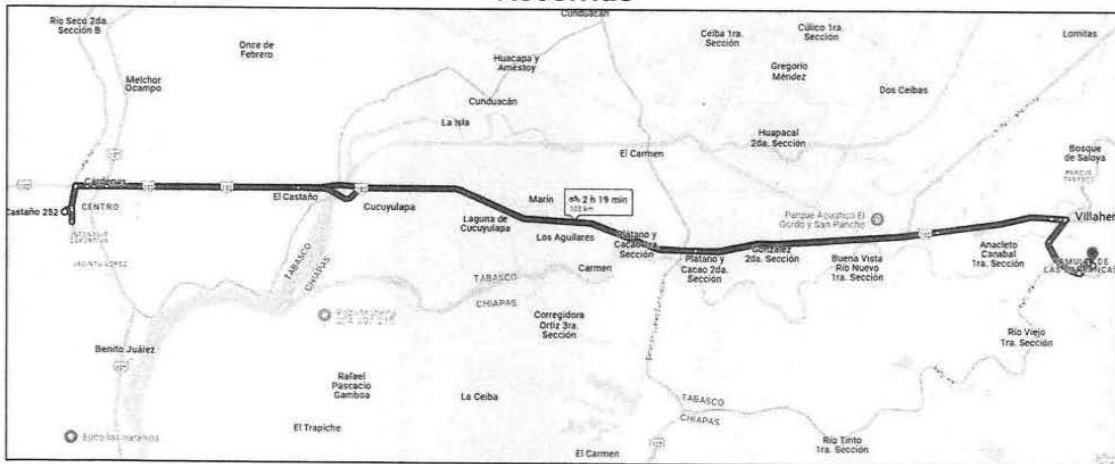 Río Seco 2da.
Sección B
Once de
Febrero
Cunduacán
Ceiba 1ra.
Sección
Cúlico 1ra.
Sección
Lomitas
Melchor
Ocampo
Huacapa y
Amestoy
Gregorio
Méndez
Cunduacán
Dos Ceibas
La Isla
Huapacal
2da. Sección
El Carmen
Bosque
de Saloya
Cárdenas
El Castaño
Cucuyulapa
Marín
2 h 19 min
Castaño 252
CENTRO
Laguna de
Cucuyulapa
Los Aguilares
Plátano y
Sección
Parque Acuático El
Gordo y San Pancho
Villaher
Plátano y
Cacao 2da.
Sección
González
2da. Sección
Buena Vista
Río Nuevo
1ra. Sección
Anacleto
Canabal
1ra. Sección
TABASCO
CHIAPAS
Carmen
TABASCO
CHIAPAS
Corregidora
Ortiz 3ra.
Sección
Benito Juárez
Río Viejo
1ra. Sección
Rafael
Pascacio
Gamboa
La Ceiba
TABASCO
CHIAPAS
El Trapiche
Río Tinto
1ra. Sección
El Carmen